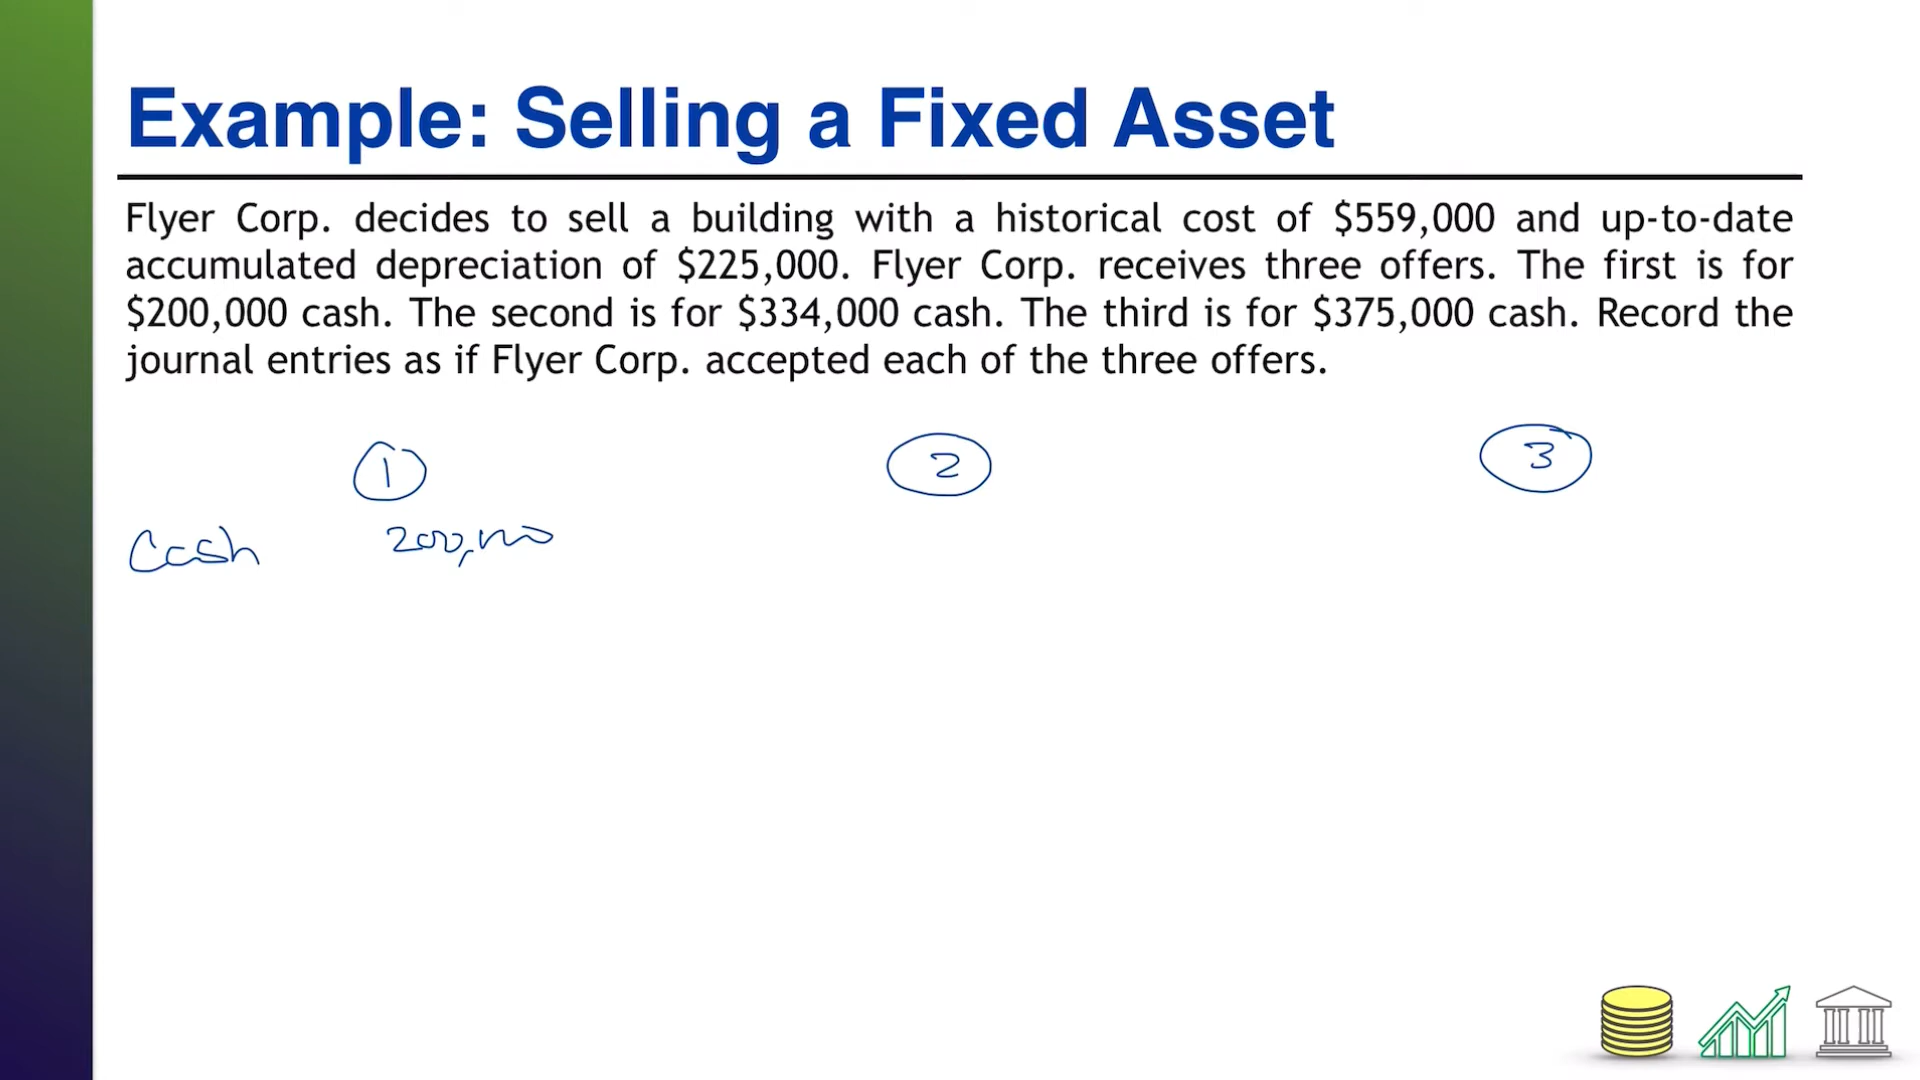 Example: Selling a Fixed Asset
Flyer Corp. decides to sell a building with a historical cost of $559,000 and up-to-date
accumulated depreciation of $225,000. Flyer Corp. receives three offers. The first is for
$200,000 cash. The second is for $334,000 cash. The third is for $375,000 cash. Record the
journal entries as if Flyer Corp. accepted each of the three offers.
1 2 3
Cash 200,000